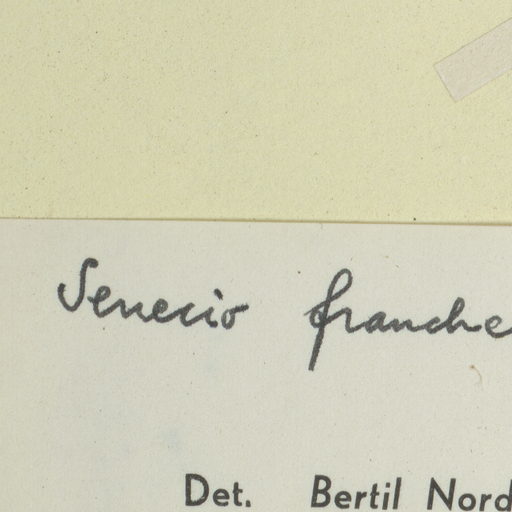 Senecio franche
Det. Bertil Nord